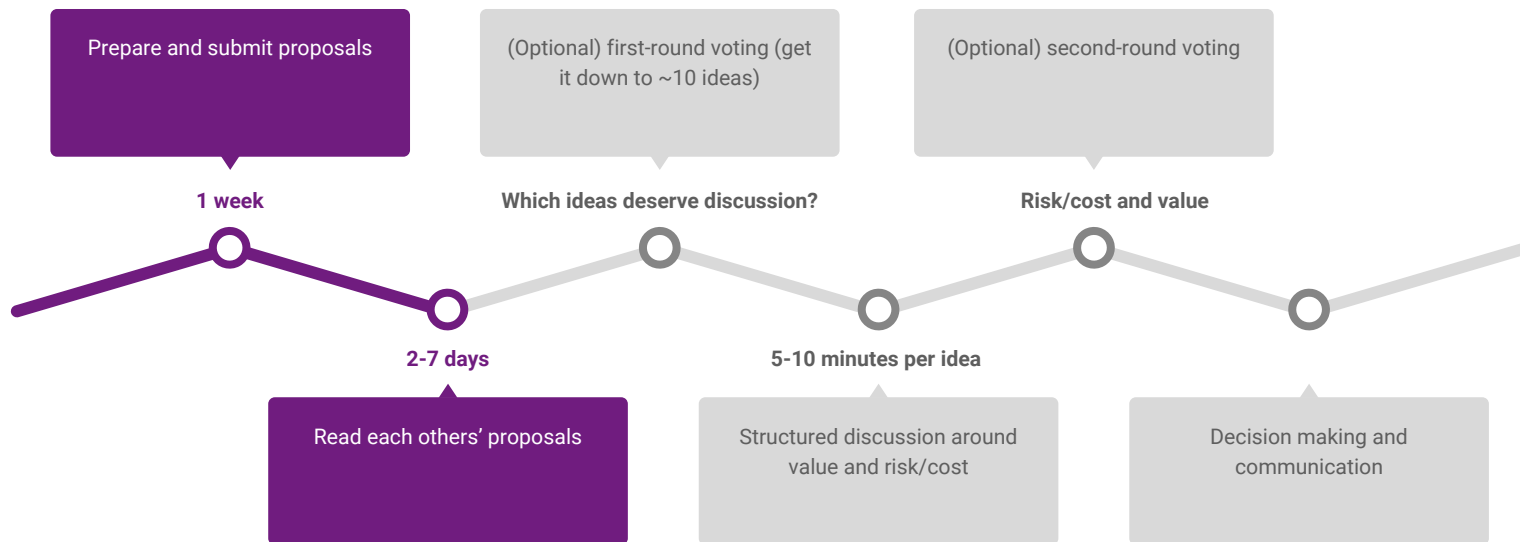 Prepare and submit proposals
(Optional) first-round voting (get
it down to ~10 ideas)
(Optional) second-round voting
1 week
Which ideas deserve discussion?
Risk/cost and value
2-7 days
5-10 minutes per idea
Read each others’ proposals
Structured discussion around
value and risk/cost
Decision making and
communication